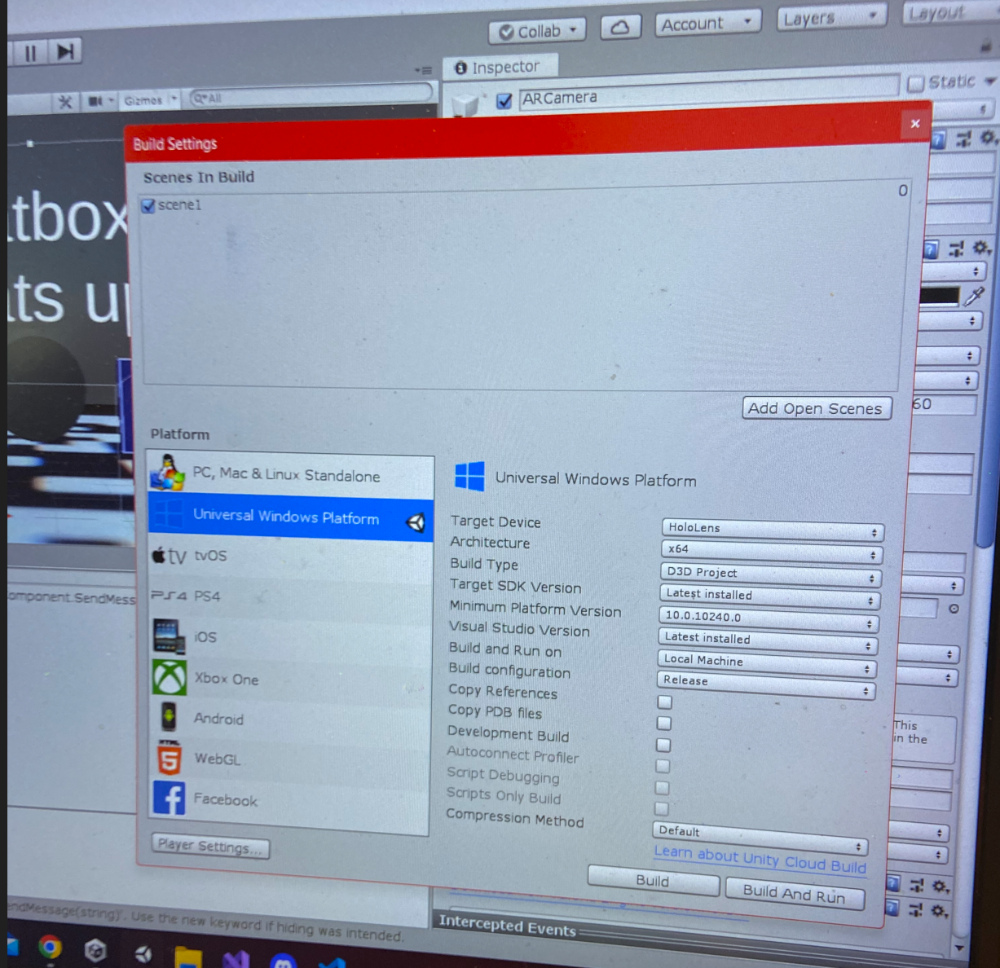 Collab
Account
Layers
Layout
Inspector
Static
Gizmos
All
ARCamera
Build Settings
Scenes In Build
scene1
0
Add Open Scenes
60
Platform
PC, Mac & Linux Standalone
Universal Windows Platform
tvOS
PS4
iOS
Xbox One
Android
WebGL
Facebook
Player Settings...
Universal Windows Platform
Target Device HoloLens
Architecture x64
Build Type D3D Project
Target SDK Version Latest installed
Minimum Platform Version 10.0.10240.0
Visual Studio Version Latest installed
Build and Run on Local Machine
Build configuration Release
Copy References
Copy PDB files
Development Build
Autoconnect Profiler
Script Debugging
Scripts Only Build
Compression Method Default
Learn about Unity Cloud Build
Build
Build And Run
tbox
ts up
omponent.SendMess
This
in the
endMessage(string)'. Use the new keyword if hiding was intended.
Intercepted Events